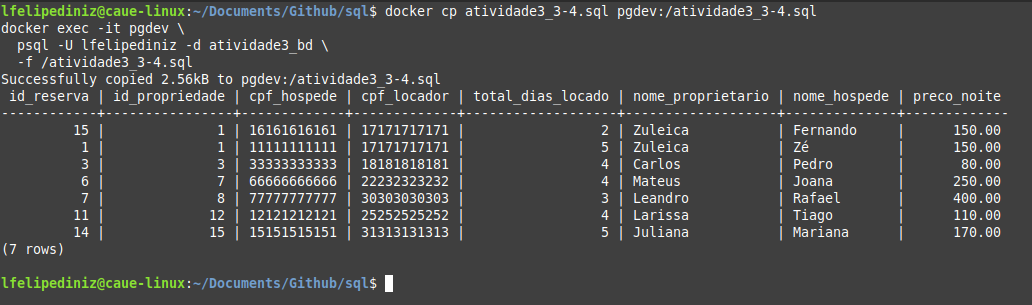 lfelipediniz@caue-linux:~/Documents/Github/sql$ docker cp atividade3_3-4.sql pgdev:/atividade3_3-4.sql
docker exec -it pgdev \
  psql -U lfelipediniz -d atividade3_bd \
  -f /atividade3_3-4.sql
Successfully copied 2.56kB to pgdev:/atividade3_3-4.sql
 id_reserva | id_propriedade | cpf_hospede | cpf_locador | total_dias_locado | nome_proprietario | nome_hospede | preco_noite
------------+----------------+-------------+-------------+-------------------+-------------------+--------------+-------------
         15 |              1 | 16161616161 | 17171717171 |                 2 | Zuleica           | Fernando     |      150.00
          1 |              1 | 11111111111 | 17171717171 |                 5 | Zuleica           | Zé           |      150.00
          3 |              3 | 33333333333 | 18181818181 |                 4 | Carlos            | Pedro        |       80.00
          6 |              7 | 66666666666 | 22232323232 |                 4 | Mateus            | Joana        |      250.00
          7 |              8 | 77777777777 | 30303030303 |                 3 | Leandro           | Rafael       |      400.00
         11 |             12 | 12121212121 | 25252525252 |                 4 | Larissa           | Tiago        |      110.00
         14 |             15 | 15151515151 | 31313131313 |                 5 | Juliana           | Mariana      |      170.00
(7 rows)
lfelipediniz@caue-linux:~/Documents/Github/sql$